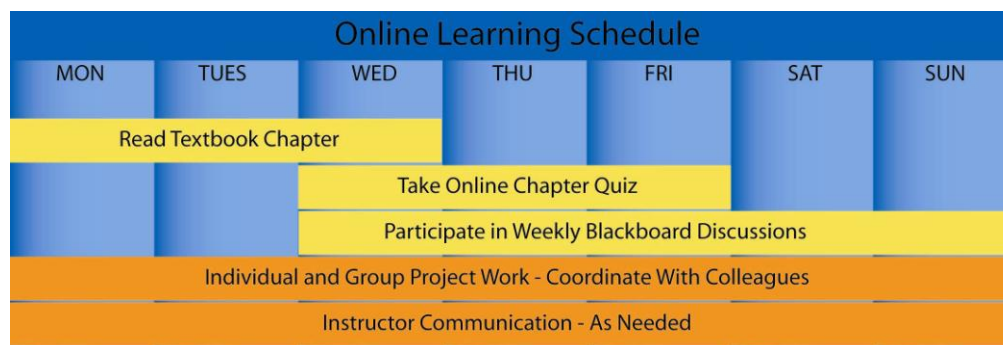 Online Learning Schedule
MON TUES WED THU FRI SAT SUN
Read Textbook Chapter
Take Online Chapter Quiz
Participate in Weekly Blackboard Discussions
Individual and Group Project Work - Coordinate With Colleagues
Instructor Communication - As Needed